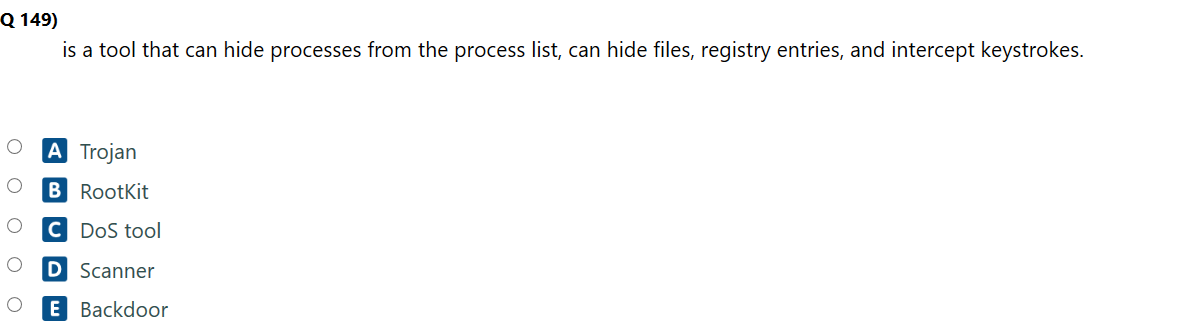 Q 149)
is a tool that can hide processes from the process list, can hide files, registry entries, and intercept keystrokes.
A Trojan
B RootKit
C DoS tool
D Scanner
E Backdoor